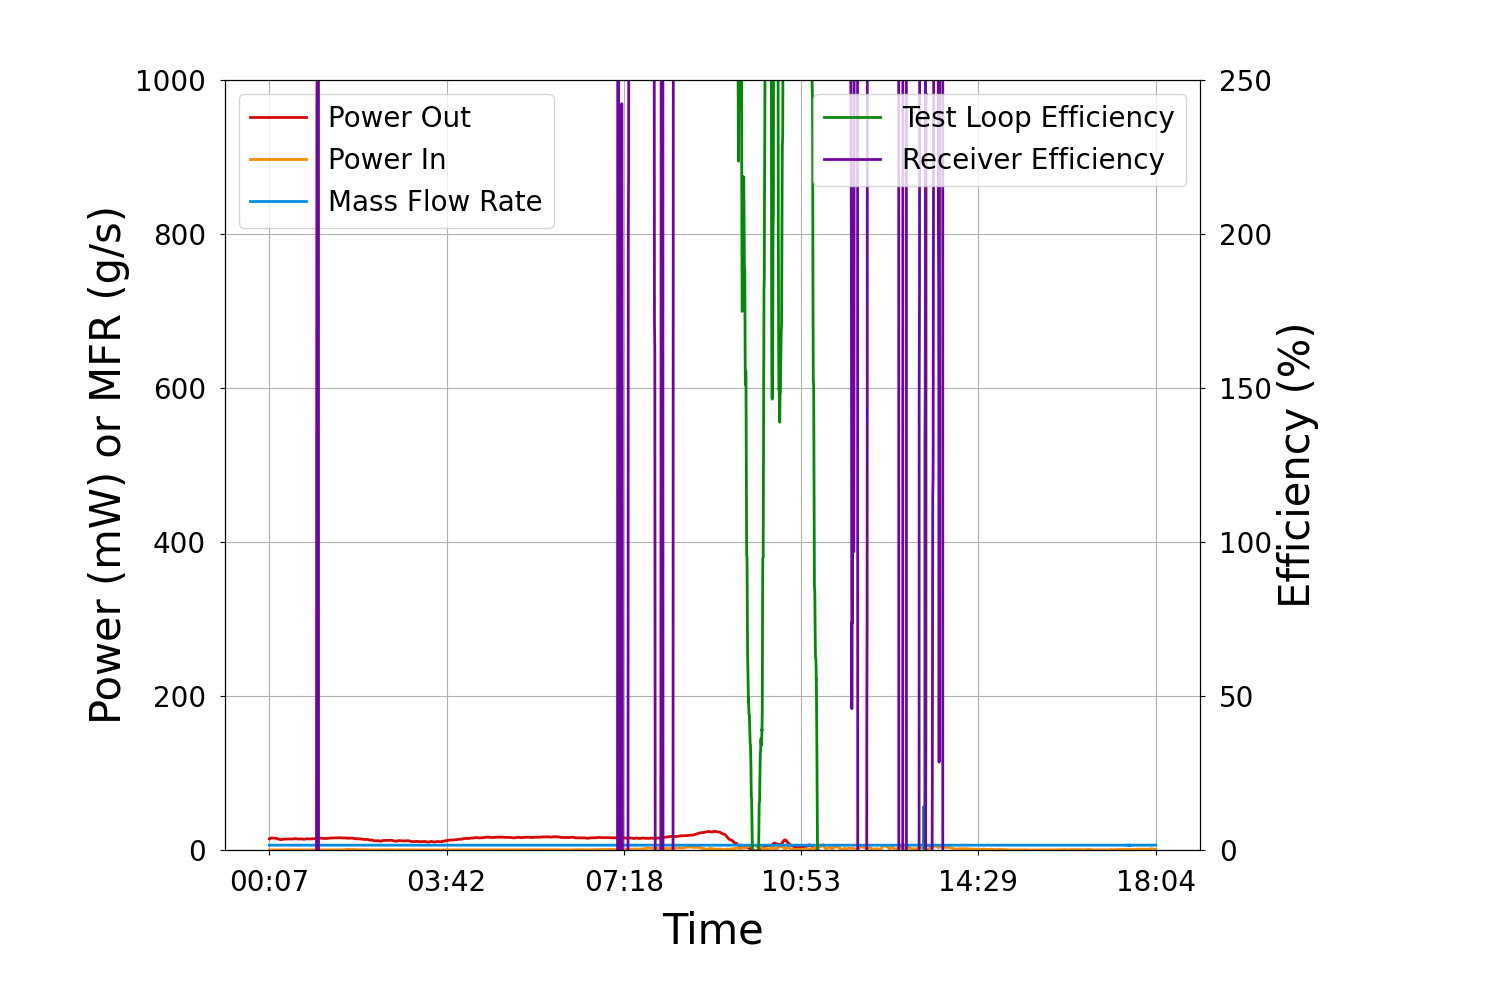 1000
800
600
400
200
0
Power (mW) or MFR (g/s)
Power Out
Power In
Mass Flow Rate
Test Loop Efficiency
Receiver Efficiency
250
200
150
100
50
0
Efficiency (%)
00:07 03:42 07:18 10:53 14:29 18:04
Time